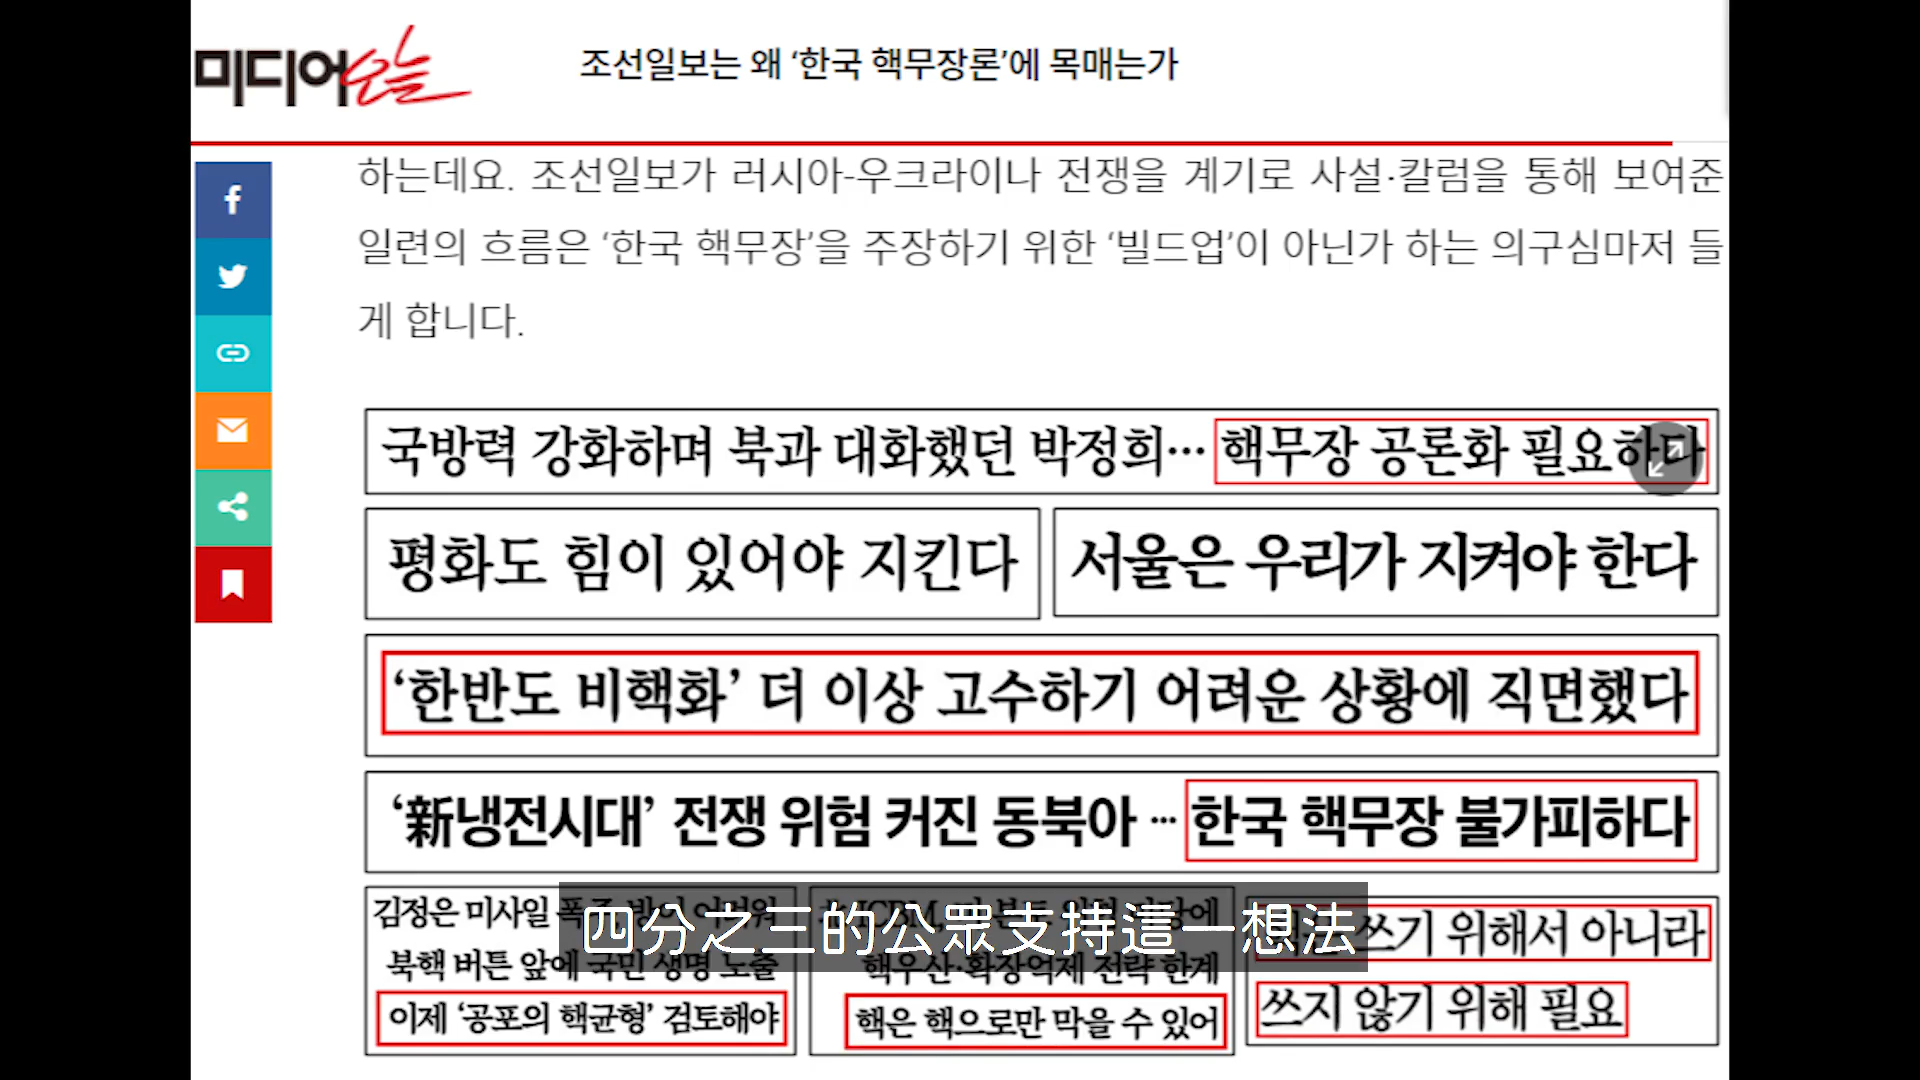 미디어오늘
조선일보는 왜 ‘한국 핵무장론’에 목매는가
하는데요. 조선일보가 러시아-우크라이나 전쟁을 계기로 사설·칼럼을 통해 보여준
일련의 흐름은 ‘한국 핵무장’을 주장하기 위한 ‘빌드업’이 아닌가 하는 의구심마저 들
게 합니다.
국방력 강화하며 북과 대화했던 박정희… 핵무장 공론화 필요하다
평화도 힘이 있어야 지킨다
서울은 우리가 지켜야 한다
‘한반도 비핵화’ 더 이상 고수하기 어려운 상황에 직면했다
‘新냉전시대’ 전쟁 위험 커진 동북아… 한국 핵무장 불가피하다
김정은 미사일
북핵 버튼 앞에 국민 생명 노출
이제 ‘공포의 핵균형’ 검토해야
핵우산·확장억제 전략 한계
핵은 핵으로만 막을 수 있어
쓰기 위해서 아니라
쓰지 않기 위해 필요
四分之三的公眾支持這一想法